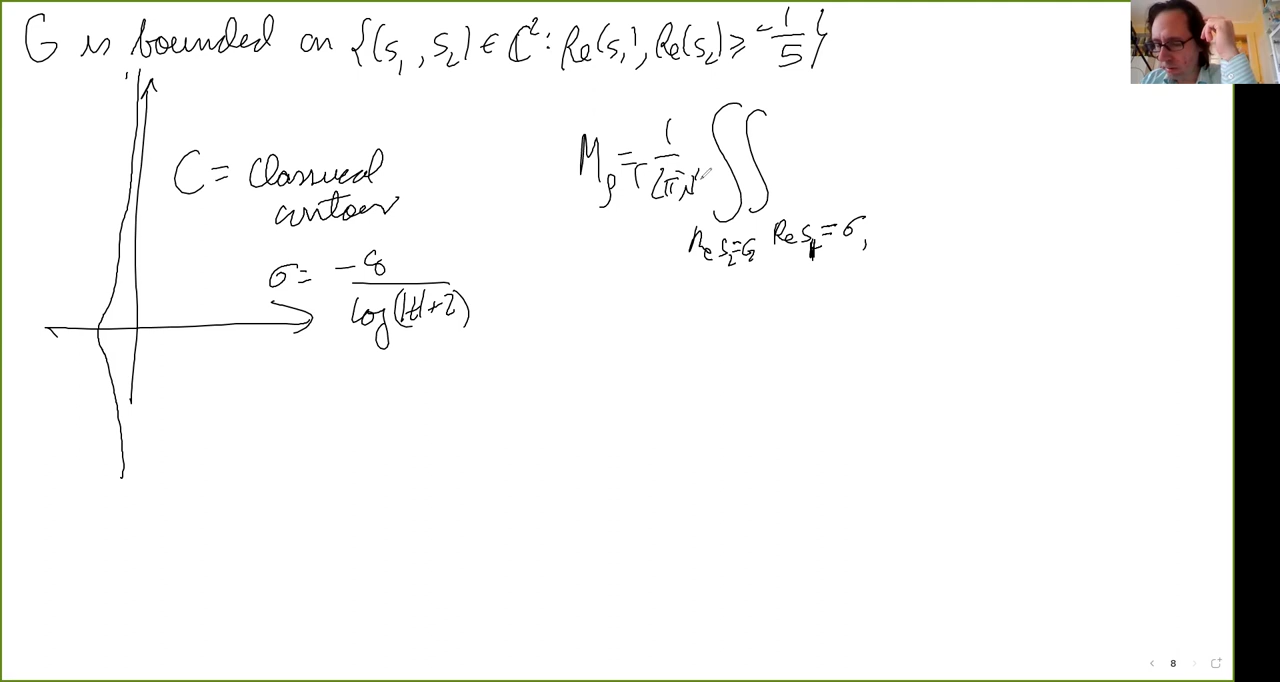 G is bounded on {(s₁, s₂) ∈ ℂ² : Re(s₁), Re(s₂) ≥ -1/5}
C = classical
contour
σ = -c₀ / log(|t|+2)
M_ρ = 1/(2πi)² ∬
Re s₂=σ₂ Re s₁=σ₁
8